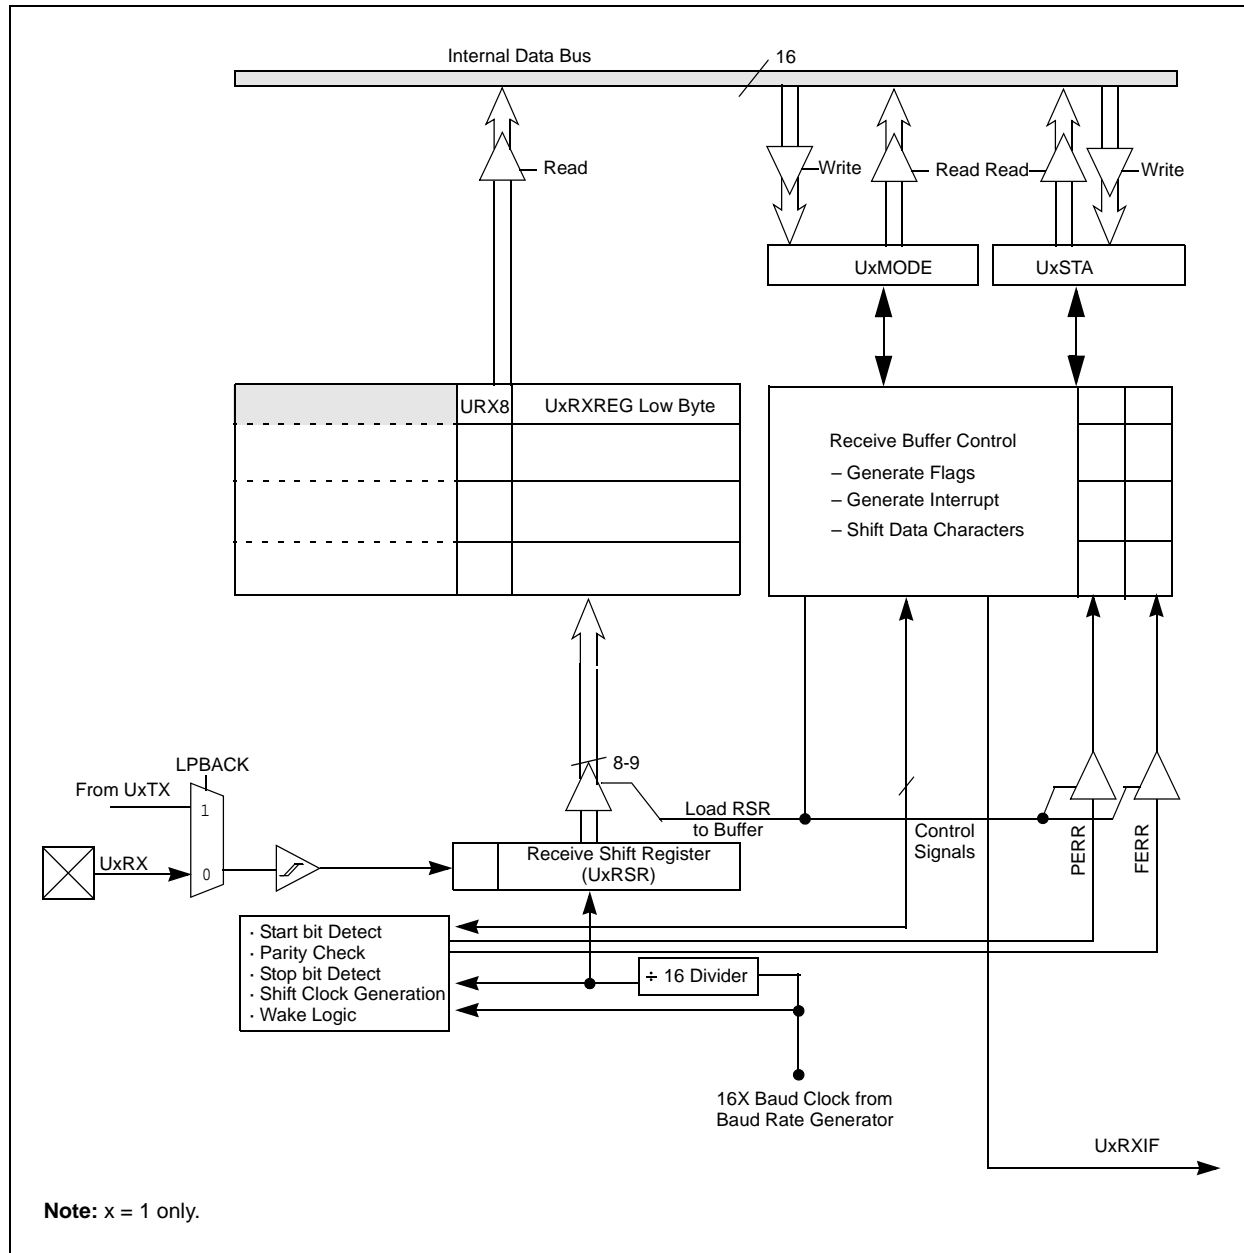 Internal Data Bus
16
Read
Write
Read Read
Write
UxMODE
UxSTA
URX8
UxRXREG Low Byte
Receive Buffer Control
– Generate Flags
– Generate Interrupt
– Shift Data Characters
LPBACK
From UxTX
1
UxRX
0
8-9
Load RSR
to Buffer
Control
Signals
PERR
FERR
Receive Shift Register
(UxRSR)
· Start bit Detect
· Parity Check
· Stop bit Detect
· Shift Clock Generation
· Wake Logic
÷ 16 Divider
16X Baud Clock from
Baud Rate Generator
UxRXIF
Note: x = 1 only.